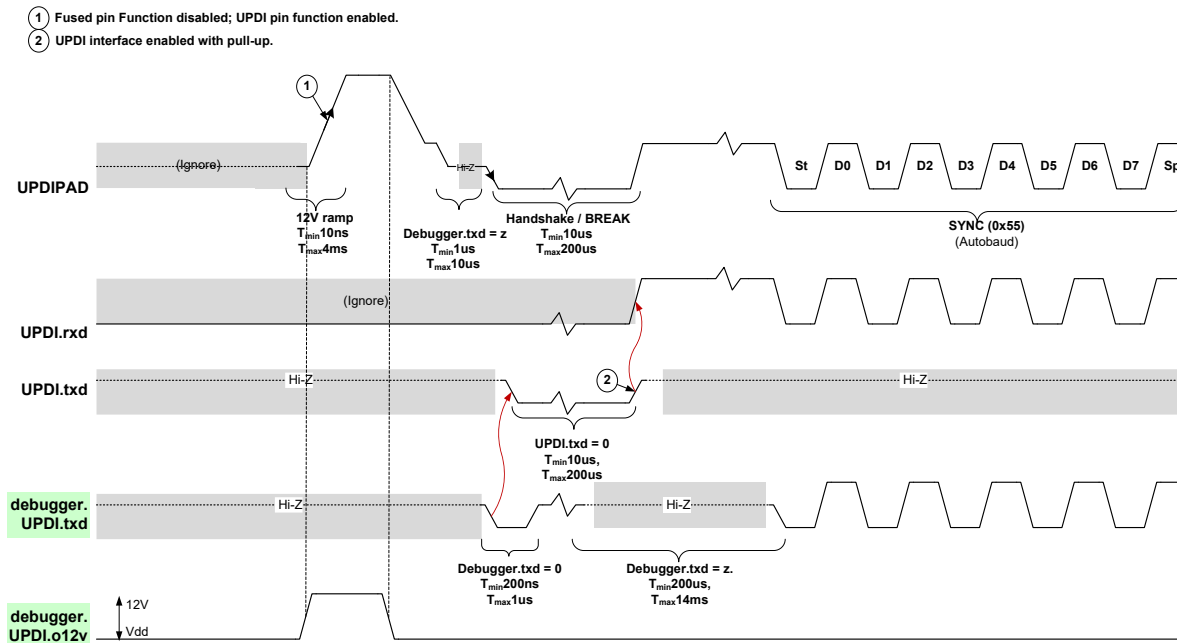 1 Fused pin Function disabled; UPDI pin function enabled.
2 UPDI interface enabled with pull-up.
1
(Ignore)
Hi-Z
St D0 D1 D2 D3 D4 D5 D6 D7 Sp
UPDIPAD
12V ramp
Tmin10ns
Tmax4ms
Debugger.txd = z
Tmin1us
Tmax10us
Handshake / BREAK
Tmin10us
Tmax200us
SYNC (0x55)
(Autobaud)
(Ignore)
UPDI.rxd
Hi-Z
2
Hi-Z
UPDI.txd
UPDI.txd = 0
Tmin10us,
Tmax200us
debugger.
UPDI.txd
Hi-Z
Hi-Z
Debugger.txd = 0
Tmin200ns
Tmax1us
Debugger.txd = z.
Tmin200us,
Tmax14ms
debugger.
UPDI.o12v
12V
Vdd